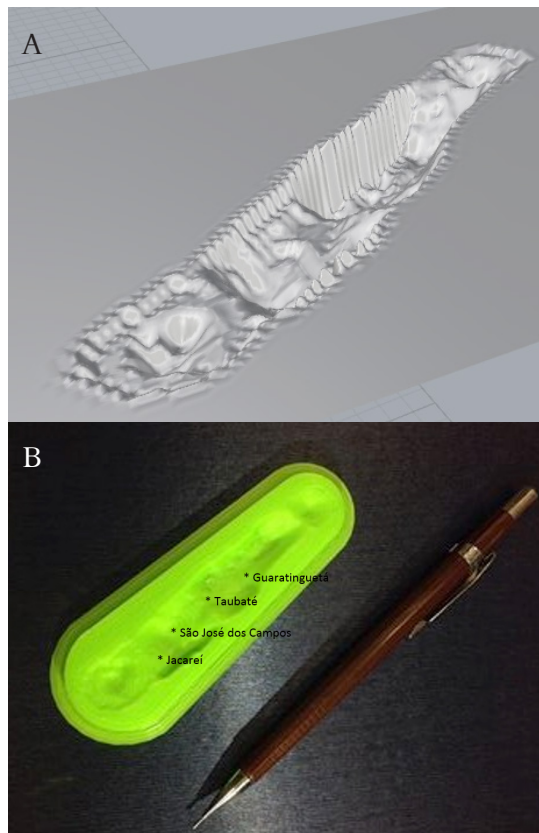 A
B
* Guaratinguetá
* Taubaté
* São José dos Campos
* Jacareí